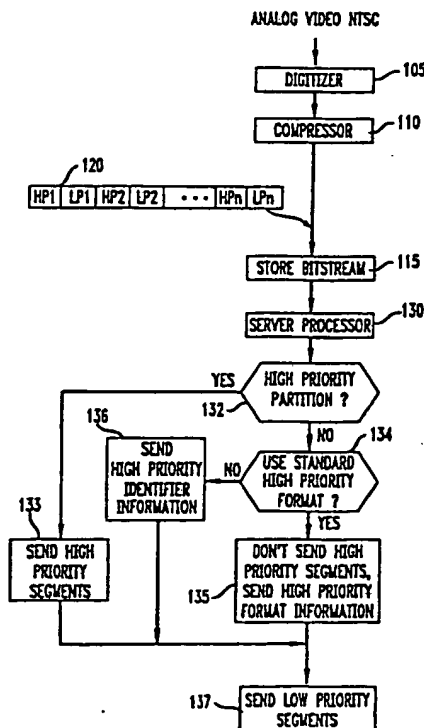 ANALOG VIDEO NTSC
DIGITIZER
105
COMPRESSOR
110
120
HP1 LP1 HP2 LP2 ••• HPn LPn
STORE BITSTREAM
115
SERVER PROCESSOR
130
YES
HIGH PRIORITY
PARTITION ?
132
NO
134
136
SEND
HIGH PRIORITY
IDENTIFIER
INFORMATION
NO
USE STANDARD
HIGH PRIORITY
FORMAT ?
YES
133
SEND HIGH
PRIORITY
SEGMENTS
DON'T SEND HIGH
PRIORITY SEGMENTS,
SEND HIGH PRIORITY
FORMAT INFORMATION
135
137
SEND LOW PRIORITY
SEGMENTS